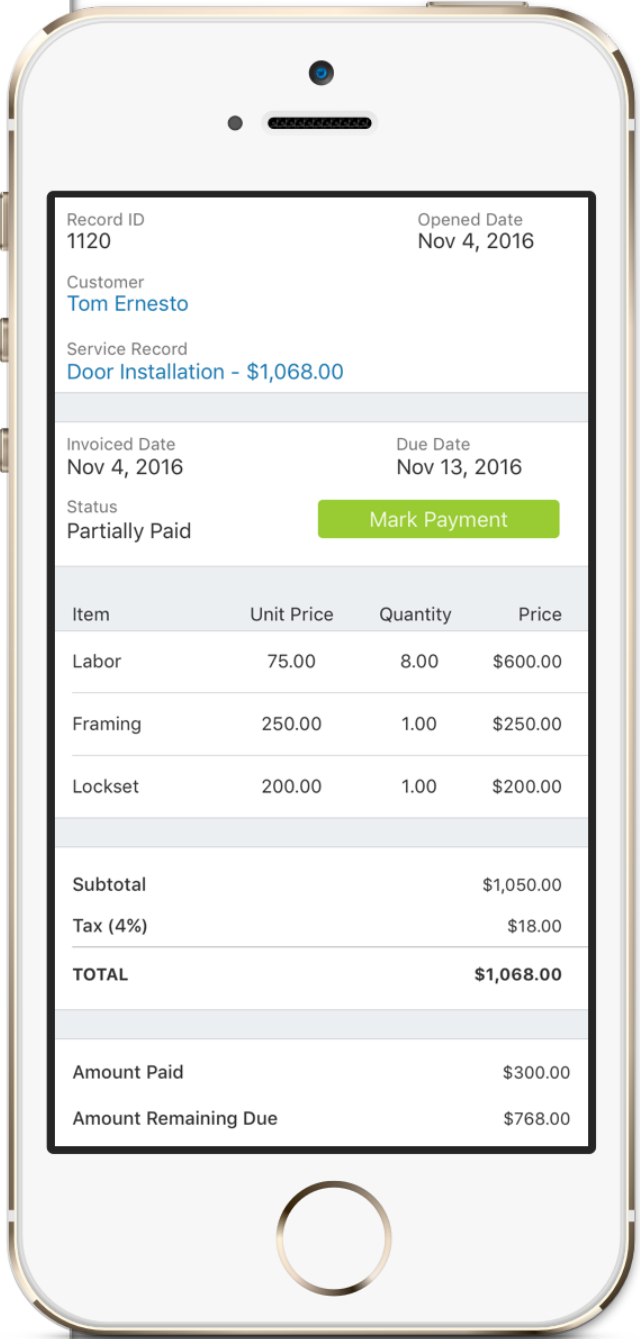 Record ID Opened Date
1120 Nov 4, 2016
Customer
Tom Ernesto
Service Record
Door Installation - $1,068.00
Invoiced Date Due Date
Nov 4, 2016 Nov 13, 2016
Status
Partially Paid Mark Payment
Item Unit Price Quantity Price
Labor 75.00 8.00 $600.00
Framing 250.00 1.00 $250.00
Lockset 200.00 1.00 $200.00
Subtotal $1,050.00
Tax (4%) $18.00
TOTAL $1,068.00
Amount Paid $300.00
Amount Remaining Due $768.00